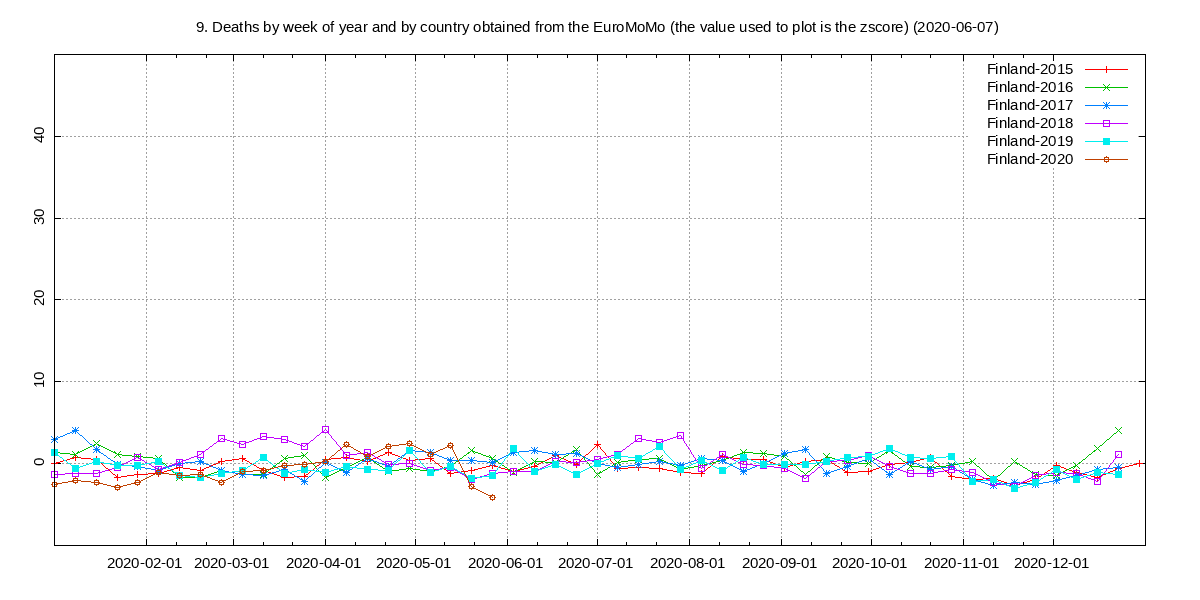 9. Deaths by week of year and by country obtained from the EuroMoMo (the value used to plot is the zscore) (2020-06-07)
Finland-2015
Finland-2016
Finland-2017
Finland-2018
Finland-2019
Finland-2020
40
30
20
10
0
2020-02-01 2020-03-01 2020-04-01 2020-05-01 2020-06-01 2020-07-01 2020-08-01 2020-09-01 2020-10-01 2020-11-01 2020-12-01